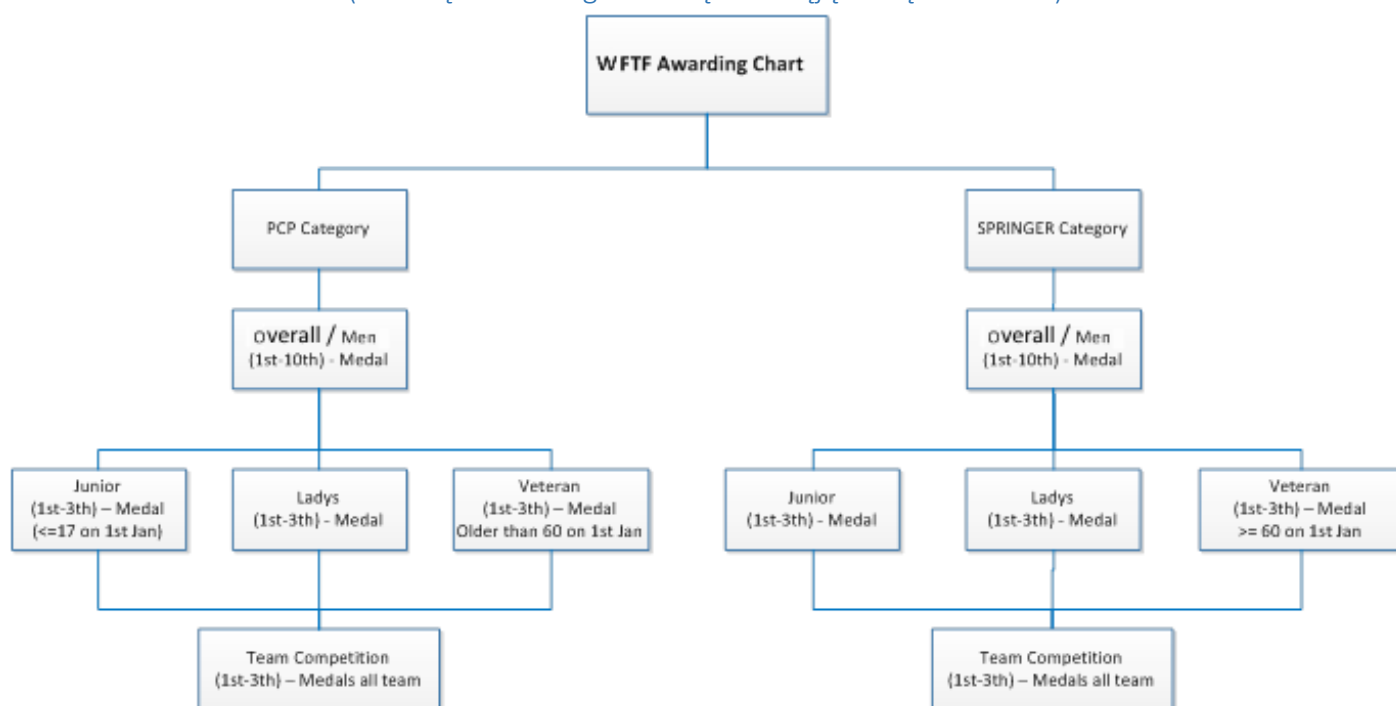 WFTF Awarding Chart
PCP Category
SPRINGER Category
overall / Men
(1st-10th) - Medal
overall / Men
(1st-10th) - Medal
Junior
(1st-3th) – Medal
(<=17 on 1st Jan)
Ladys
(1st-3th) - Medal
Veteran
(1st-3th) – Medal
Older than 60 on 1st Jan
Junior
(1st-3th) - Medal
Ladys
(1st-3th) - Medal
Veteran
(1st-3th) – Medal
>= 60 on 1st Jan
Team Competition
(1st-3th) – Medals all team
Team Competition
(1st-3th) – Medals all team